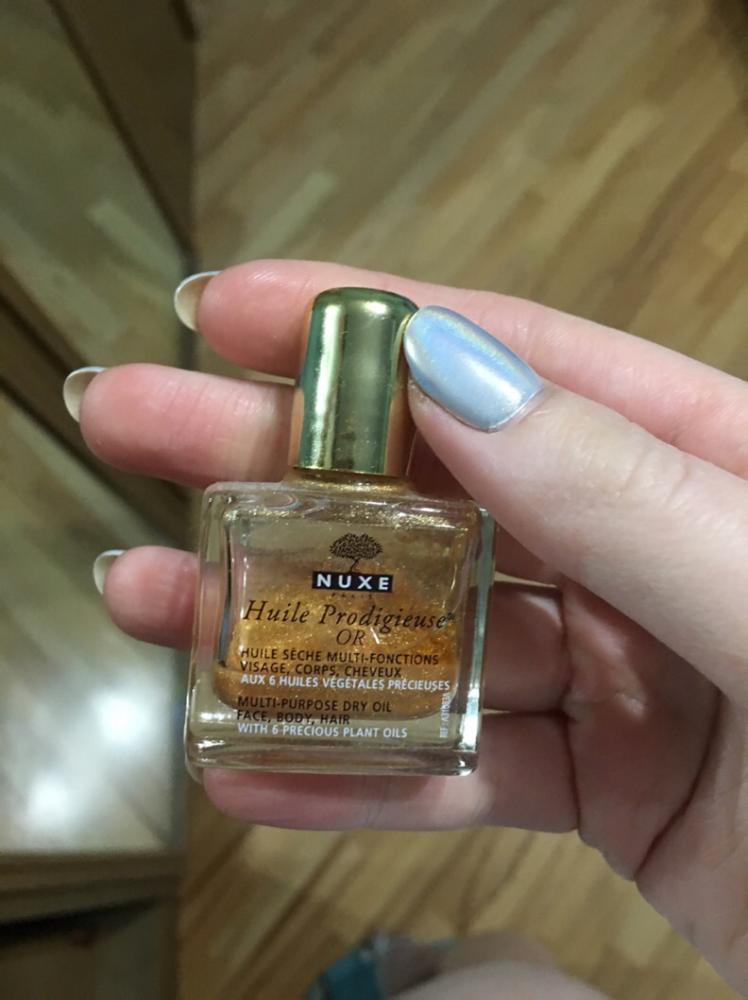 NUXE
PARIS
Huile Prodigieuse
OR
HUILE SÈCHE MULTI-FONCTIONS
VISAGE, CORPS, CHEVEUX
AUX 6 HUILES VÉGÉTALES PRÉCIEUSES
MULTI-PURPOSE DRY OIL
FACE, BODY, HAIR
WITH 6 PRECIOUS PLANT OILS